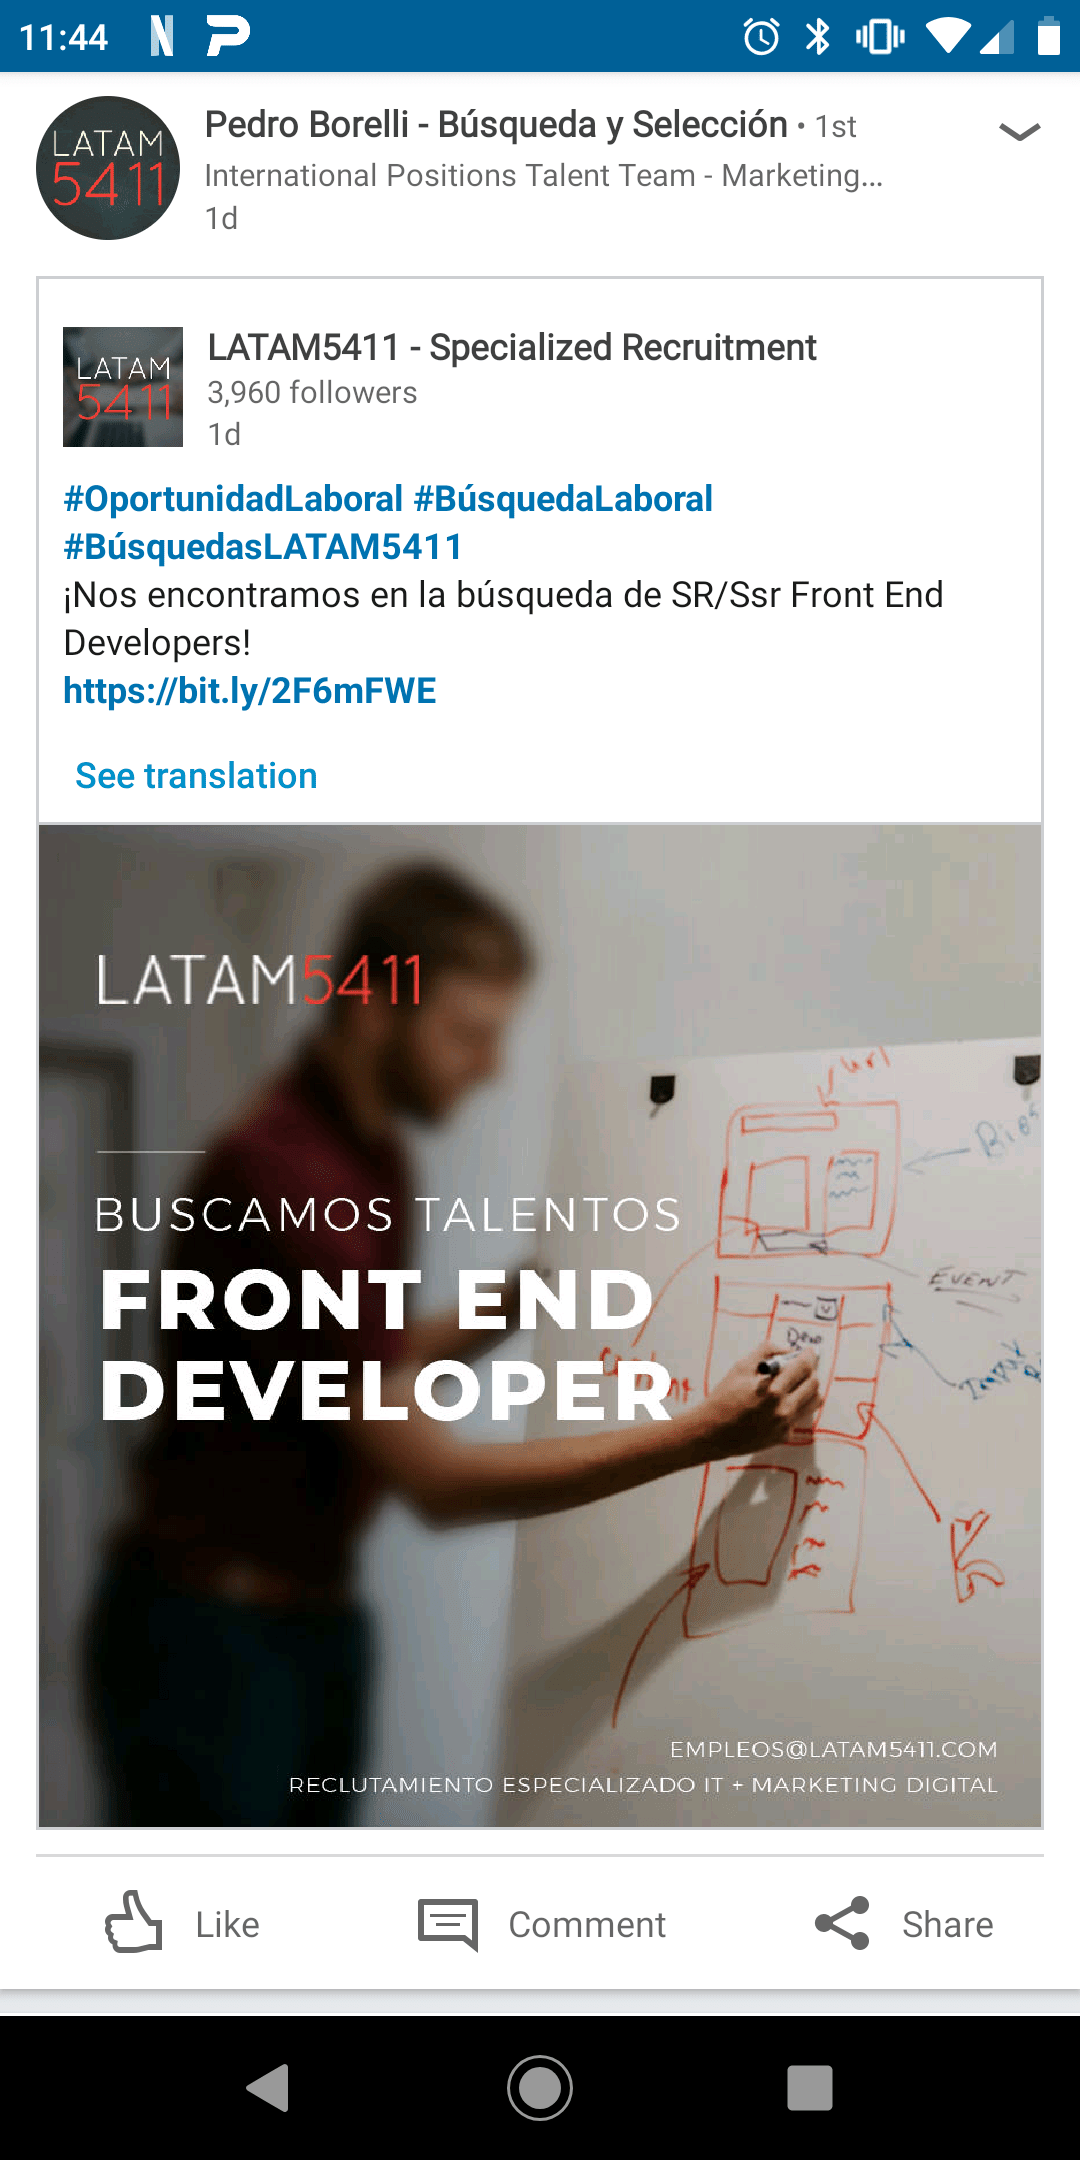 11:44
LATAM
5411
Pedro Borelli - Búsqueda y Selección • 1st
International Positions Talent Team - Marketing...
1d
LATAM
5411
LATAM5411 - Specialized Recruitment
3,960 followers
1d
#OportunidadLaboral #BúsquedaLaboral
#BúsquedasLATAM5411
¡Nos encontramos en la búsqueda de SR/Ssr Front End
Developers!
https://bit.ly/2F6mFWE
See translation
LATAM5411
url
BUSCAMOS TALENTOS
EVENT
FRONT END
DEVELOPER
EMPLEOS@LATAM5411.COM
RECLUTAMIENTO ESPECIALIZADO IT + MARKETING DIGITAL
Like
Comment
Share